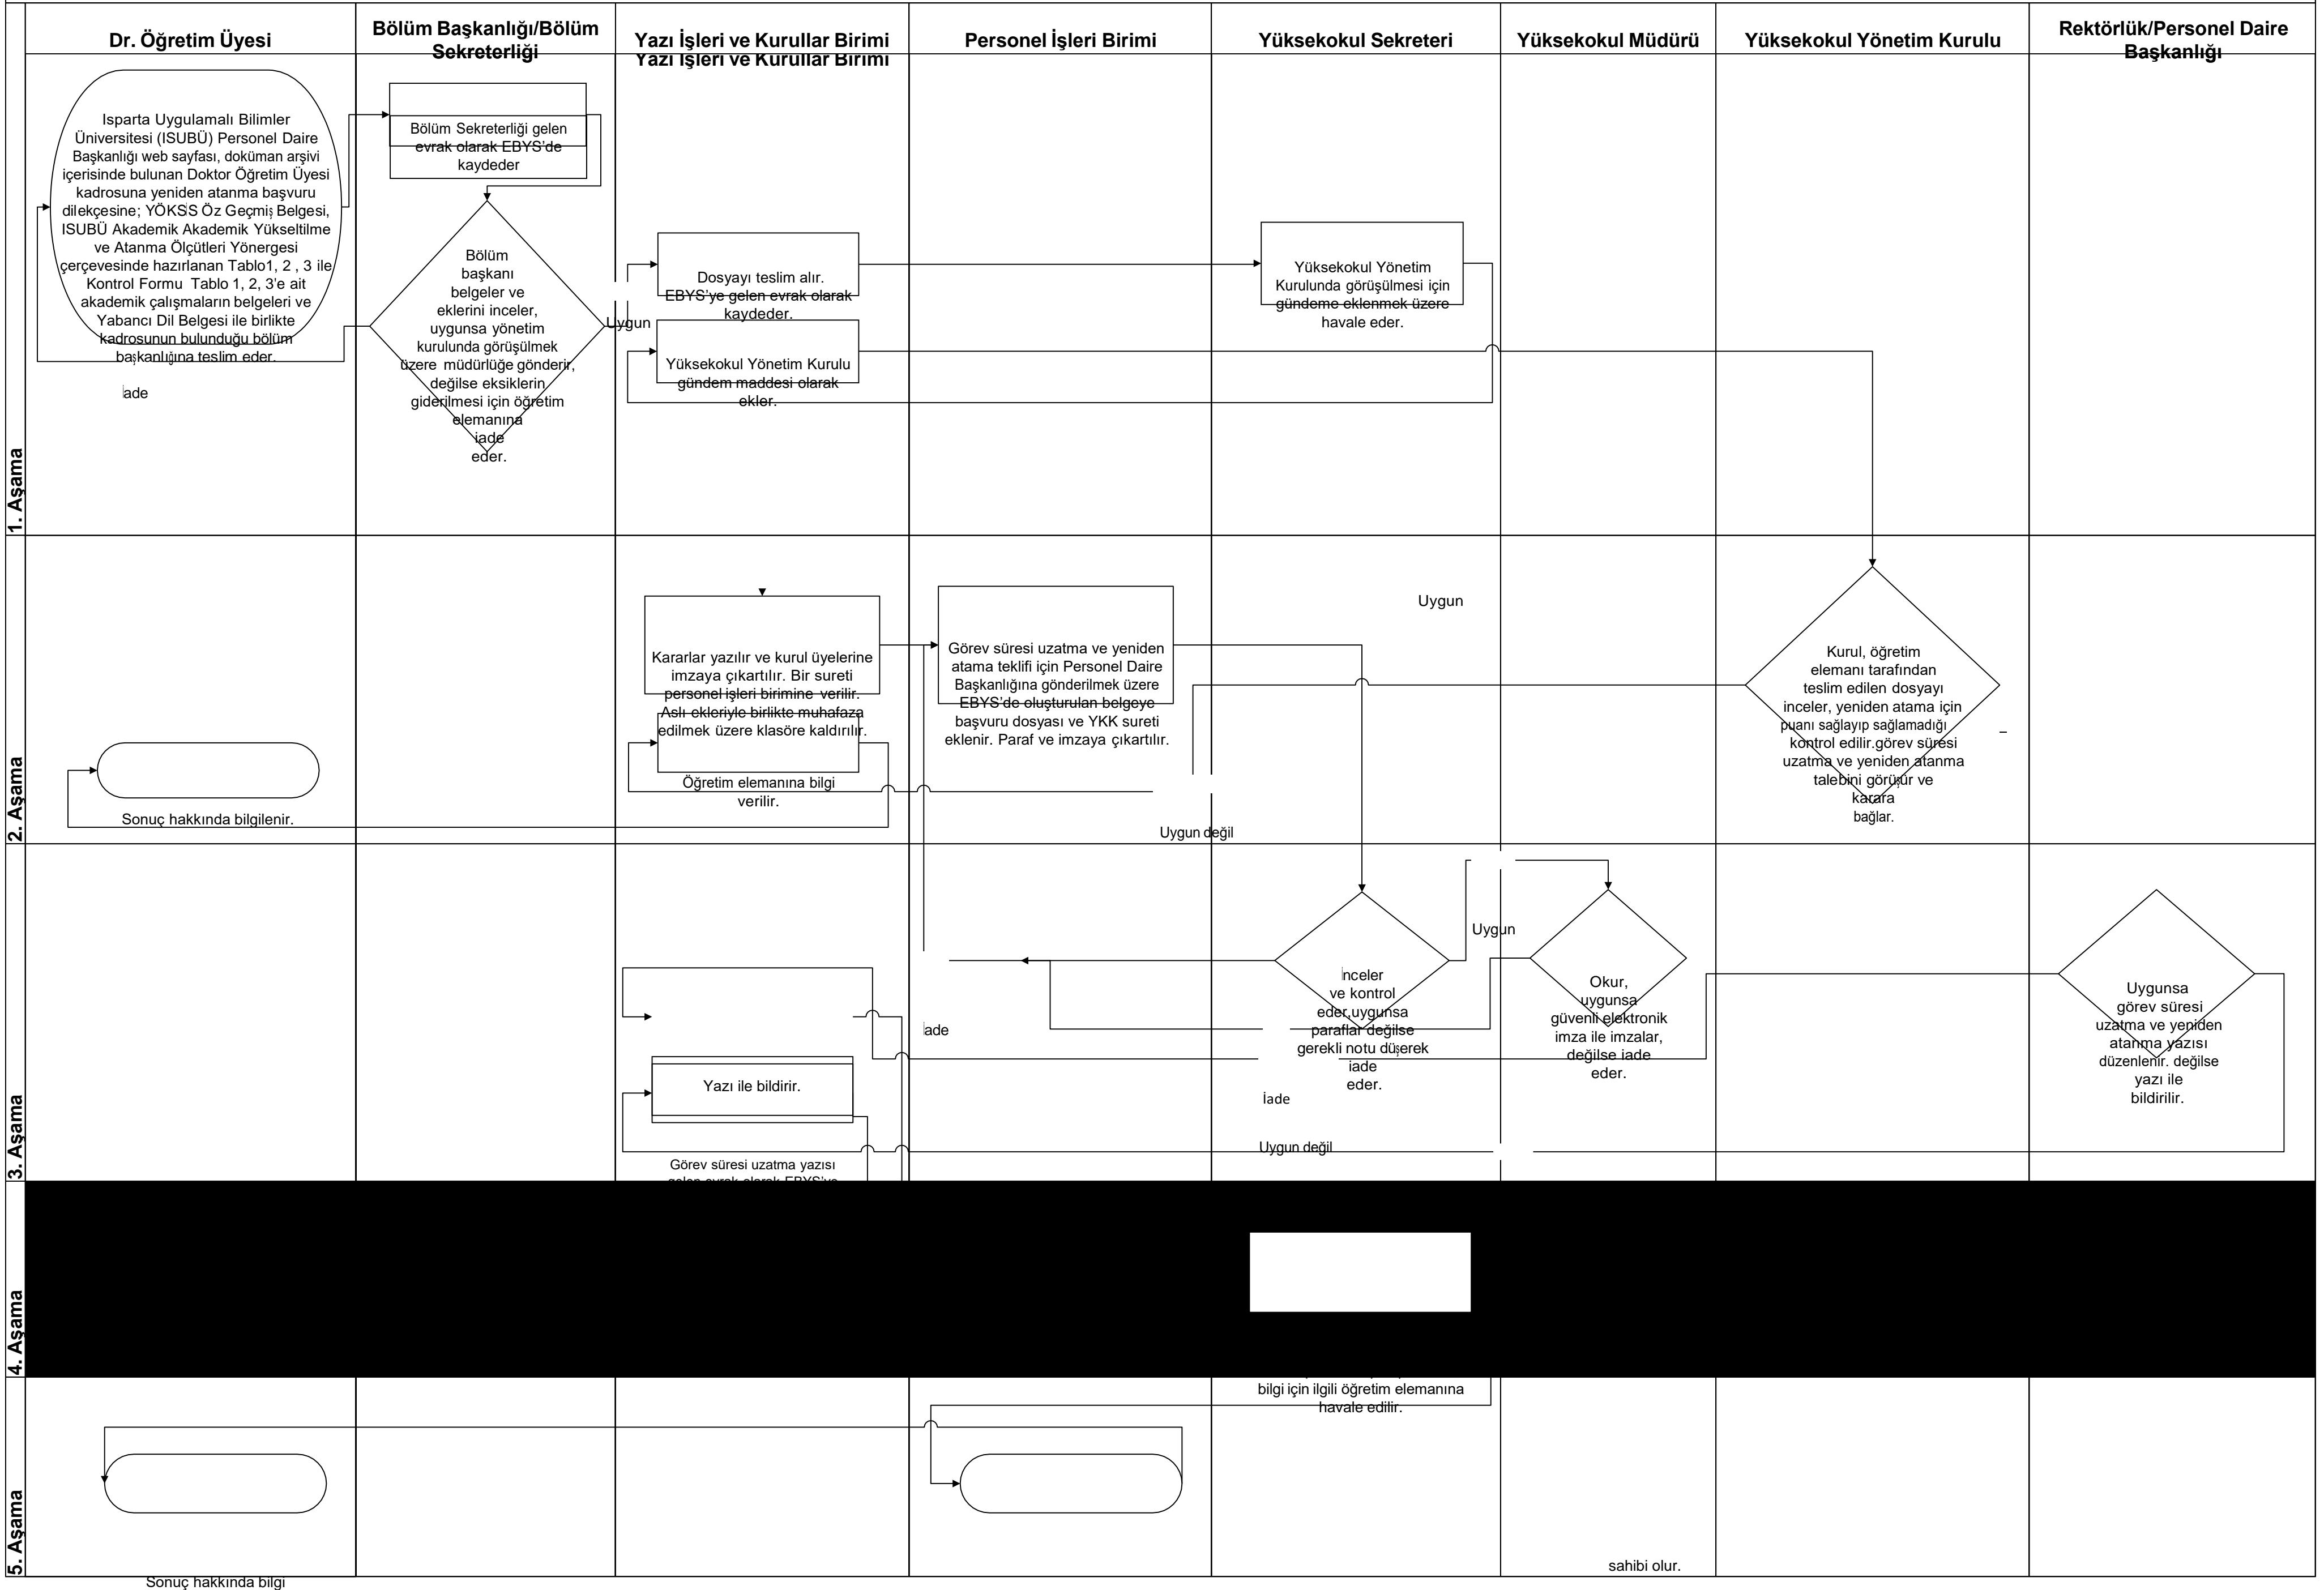 Dr. Öğretim Üyesi
Bölüm Başkanlığı/Bölüm
Sekreterliği
Yazı İşleri ve Kurullar Birimi
Yazı İşleri ve Kurullar Birimi
Personel İşleri Birimi
Yüksekokul Sekreteri
Yüksekokul Müdürü
Yüksekokul Yönetim Kurulu
Rektörlük/Personel Daire
Başkanlığı
1. Aşama
Isparta Uygulamalı Bilimler
Üniversitesi (ISUBÜ) Personel Daire
Başkanlığı web sayfası, doküman arşivi
içerisinde bulunan Doktor Öğretim Üyesi
kadrosuna yeniden atanma başvuru
dilekçesine; YÖKSİS Öz Geçmiş Belgesi,
ISUBÜ Akademik Akademik Yükseltilme
ve Atanma Ölçütleri Yönergesi
çerçevesinde hazırlanan Tablo1, 2 , 3 ile
Kontrol Formu Tablo 1, 2, 3'e ait
akademik çalışmaların belgeleri ve
Yabancı Dil Belgesi ile birlikte
kadrosunun bulunduğu bölüm
başkanlığına teslim eder.
İade
Bölüm Sekreterliği gelen
evrak olarak EBYS'de
kaydeder
Bölüm
başkanı
belgeler ve
eklerini inceler,
uygunsa yönetim
kurulunda görüşülmek
üzere müdürlüğe gönderir,
değilse eksiklerin
giderilmesi için öğretim
elemanına
iade
eder.
Uygun
Dosyayı teslim alır.
EBYS'ye gelen evrak olarak
kaydeder.
Yüksekokul Yönetim Kurulu
gündem maddesi olarak
ekler.
Yüksekokul Yönetim
Kurulunda görüşülmesi için
gündeme eklenmek üzere
havale eder.
2. Aşama
Sonuç hakkında bilgilenir.
Kararlar yazılır ve kurul üyelerine
imzaya çıkartılır. Bir sureti
personel işleri birimine verilir.
Aslı ekleriyle birlikte muhafaza
edilmek üzere klasöre kaldırılır.
Öğretim elemanına bilgi
verilir.
Görev süresi uzatma ve yeniden
atama teklifi için Personel Daire
Başkanlığına gönderilmek üzere
EBYS'de oluşturulan belgeye
başvuru dosyası ve YKK sureti
eklenir. Paraf ve imzaya çıkartılır.
Uygun
Uygun değil
Kurul, öğretim
elemanı tarafından
teslim edilen dosyayı
inceler, yeniden atama için
puanı sağlayıp sağlamadığı
kontrol edilir.görev süresi
uzatma ve yeniden atanma
talebini görüşür ve
karara
bağlar.
3. Aşama
Yazı ile bildirir.
Görev süresi uzatma yazısı
gelen evrak olarak EBYS'ye
İade
İnceler
ve kontrol
eder,uygunsa
paraflar değilse
gerekli notu düşerek
iade
eder.
Uygun
Okur,
uygunsa
güvenli elektronik
imza ile imzalar,
değilse iade
eder.
Uygunsa
görev süresi
uzatma ve yeniden
atanma yazısı
düzenlenir. değilse
yazı ile
bildirilir.
İade
Uygun değil
4. Aşama
5. Aşama
bilgi için ilgili öğretim elemanına
havale edilir.
sahibi olur.
Sonuç hakkında bilgi